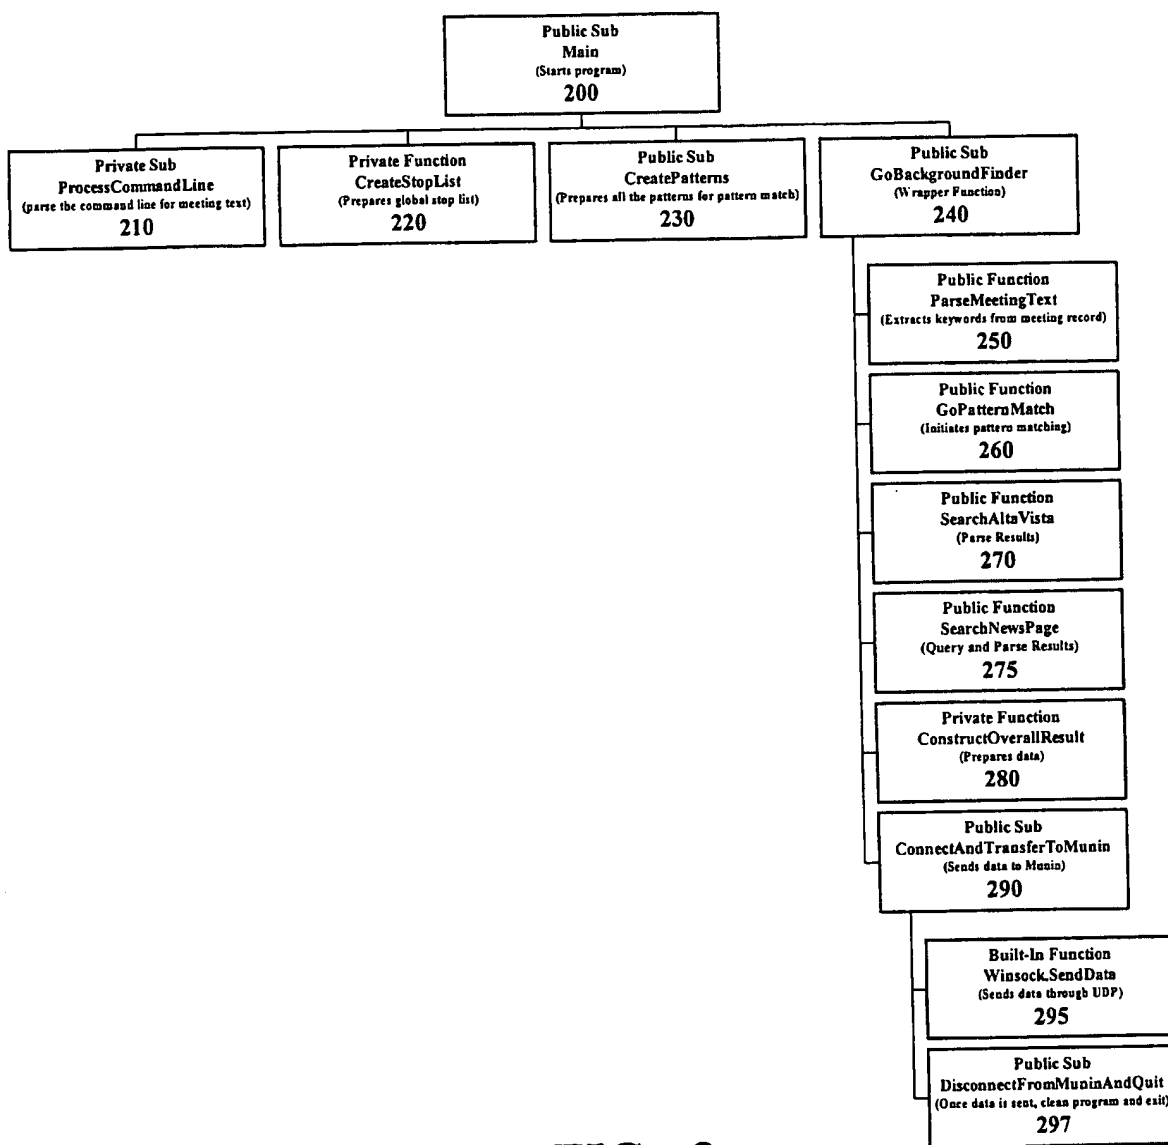 Public Sub
Main
(Starts program)
200
Private Sub
ProcessCommandLine
(parse the command line for meeting text)
210
Private Function
CreateStopList
(Prepares global stop list)
220
Public Sub
CreatePatterns
(Prepares all the patterns for pattern match)
230
Public Sub
GoBackgroundFinder
(Wrapper Function)
240
Public Function
ParseMeetingText
(Extracts keywords from meeting record)
250
Public Function
GoPatternMatch
(Initiates pattern matching)
260
Public Function
SearchAltaVista
(Parse Results)
270
Public Function
SearchNewsPage
(Query and Parse Results)
275
Private Function
ConstructOverallResult
(Prepares data)
280
Public Sub
ConnectAndTransferToMunin
(Sends data to Munin)
290
Built-In Function
Winsock.SendData
(Sends data through UDP)
295
Public Sub
DisconnectFromMuninAndQuit
(Once data is sent, clean program and exit)
297